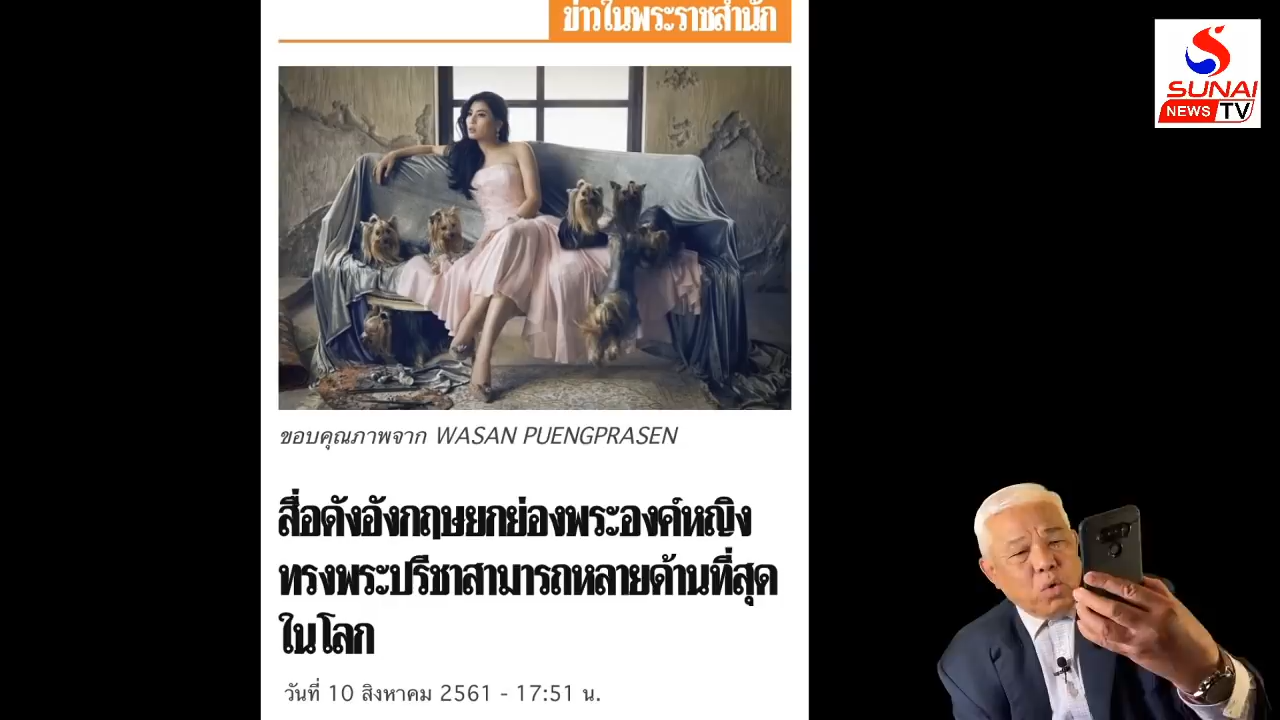 ข่าวในพระราชสำนัก
SUNAI
NEWS TV
ขอบคุณภาพจาก WASAN PUENGPRASEN
สื่อดังอังกฤษยกย่องพระองค์หญิง
ทรงพระปรีชาสามารถหลายด้านที่สุด
ในโลก
วันที่ 10 สิงหาคม 2561 - 17:51 น.